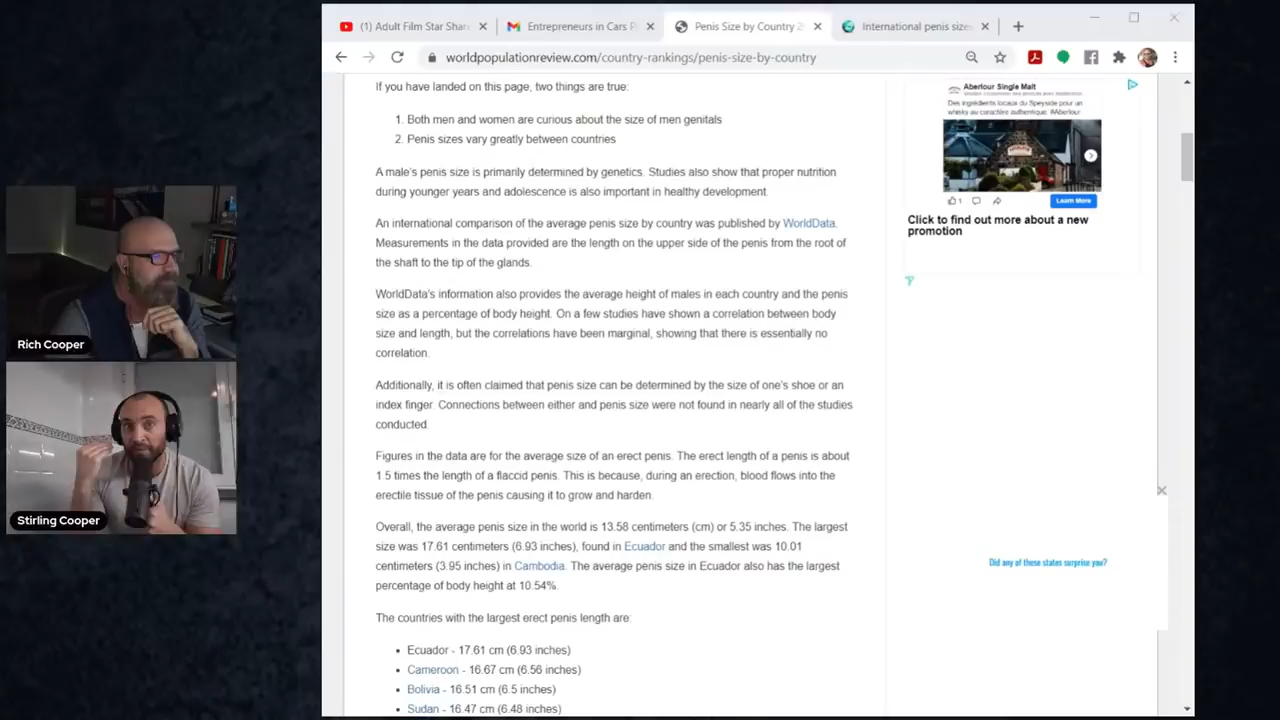 (1) Adult Film Star Shar
Entrepreneurs in Cars P
Penis Size by Country 2
International penis size
worldpopulationreview.com/country-rankings/penis-size-by-country
If you have landed on this page, two things are true:
1. Both men and women are curious about the size of men genitals
2. Penis sizes vary greatly between countries
A male's penis size is primarily determined by genetics. Studies also show that proper nutrition
during younger years and adolescence is also important in healthy development.
An international comparison of the average penis size by country was published by WorldData.
Measurements in the data provided are the length on the upper side of the penis from the root of
the shaft to the tip of the glands.
WorldData's information also provides the average height of males in each country and the penis
size as a percentage of body height. On a few studies have shown a correlation between body
size and length, but the correlations have been marginal, showing that there is essentially no
correlation.
Additionally, it is often claimed that penis size can be determined by the size of one's shoe or an
index finger. Connections between either and penis size were not found in nearly all of the studies
conducted.
Figures in the data are for the average size of an erect penis. The erect length of a penis is about
1.5 times the length of a flaccid penis. This is because, during an erection, blood flows into the
erectile tissue of the penis causing it to grow and harden.
Overall, the average penis size in the world is 13.58 centimeters (cm) or 5.35 inches. The largest
size was 17.61 centimeters (6.93 inches), found in Ecuador and the smallest was 10.01
centimeters (3.95 inches) in Cambodia. The average penis size in Ecuador also has the largest
percentage of body height at 10.54%.
The countries with the largest erect penis length are:
• Ecuador - 17.61 cm (6.93 inches)
• Cameroon - 16.67 cm (6.56 inches)
• Bolivia - 16.51 cm (6.5 inches)
• Sudan - 16.47 cm (6.48 inches)
Aberlour Single Malt
Des ingrédients locaux du Speyside pour un
whisky au caractère authentique. #Aberlour
1
Learn More
Click to find out more about a new
promotion
Did any of these states surprise you?
Rich Cooper
Stirling Cooper